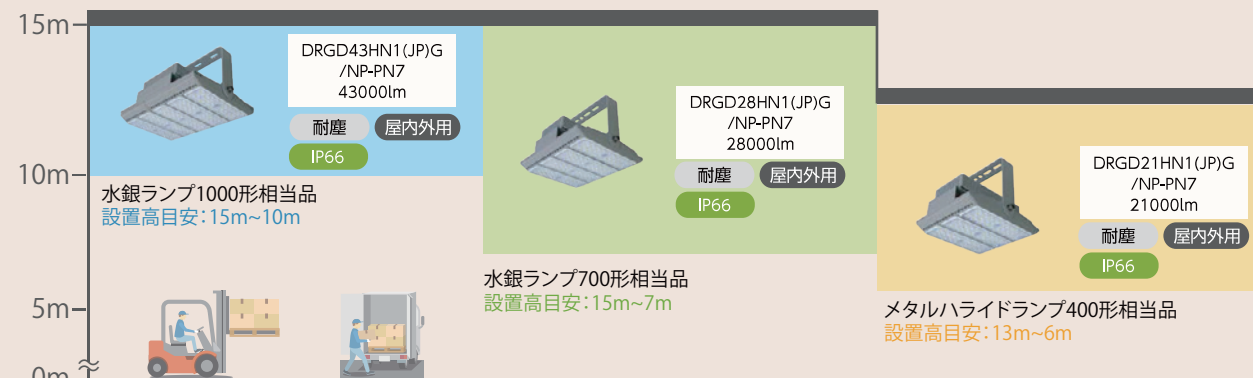 15m
DRGD43HN1(JP)G
/NP-PN7
43000lm
耐塵 屋内外用
IP66
10m
水銀ランプ1000形相当品
設置高目安：15m~10m
DRGD28HN1(JP)G
/NP-PN7
28000lm
耐塵 屋内外用
IP66
水銀ランプ700形相当品
設置高目安：15m~7m
DRGD21HN1(JP)G
/NP-PN7
21000lm
耐塵 屋内外用
IP66
メタルハライドランプ400形相当品
設置高目安：13m~6m
5m
0m